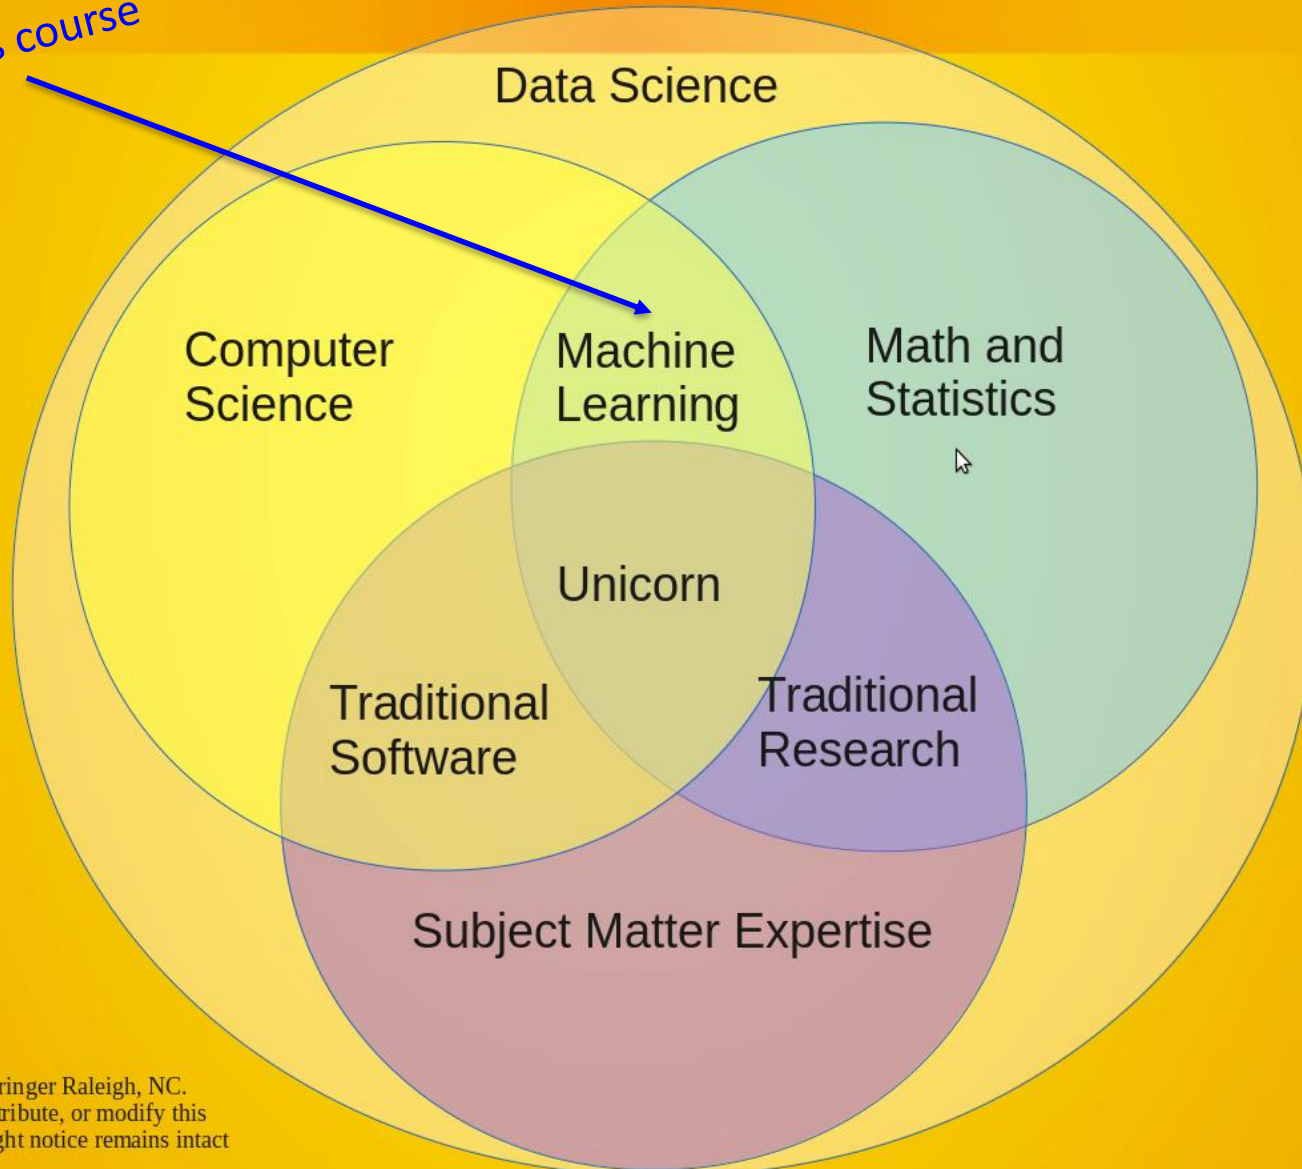 course
Data Science
Computer
Science
Machine
Learning
Math and
Statistics
Unicorn
Traditional
Software
Traditional
Research
Subject Matter Expertise
ringer Raleigh, NC.
tribute, or modify this
ght notice remains intact